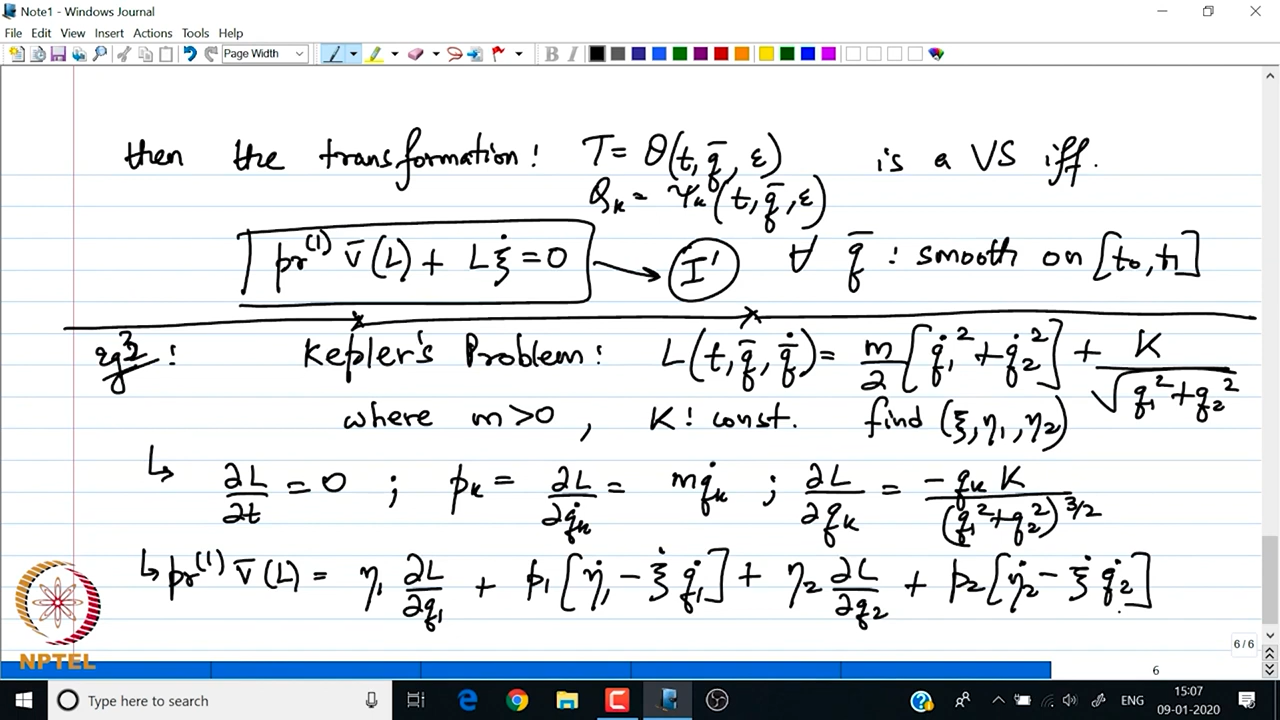 Note1 - Windows Journal
File Edit View Insert Actions Tools Help
Page Width
then the transformation: T = θ(t, q̄, ε) is a VS iff.
Q_k = ψ_k(t, q̄, ε)
pr^(1) v̄(L) + L ξ̇ = 0 → I' ∀ q̄ : smooth on [t₀, t₁]
eg3: Kepler's Problem: L(t, q̄, q̄̇) = m/2 [q̇₁² + q̇₂²] + K/√(q₁² + q₂²)
where m>0, K: const. find (ξ, η₁, η₂)
↳ ∂L/∂t = 0 ; p_k = ∂L/∂q̇_k = m q̇_k ; ∂L/∂q_k = -q_k K/(q₁² + q₂²)^(3/2)
↳ pr^(1) v̄(L) = η₁ ∂L/∂q₁ + p₁[η̇₁ - ξ̇ q̇₁] + η₂ ∂L/∂q₂ + p₂[η̇₂ - ξ̇ q̇₂]
NPTEL
6 / 6
6
Type here to search
ENG
15:07
09-01-2020